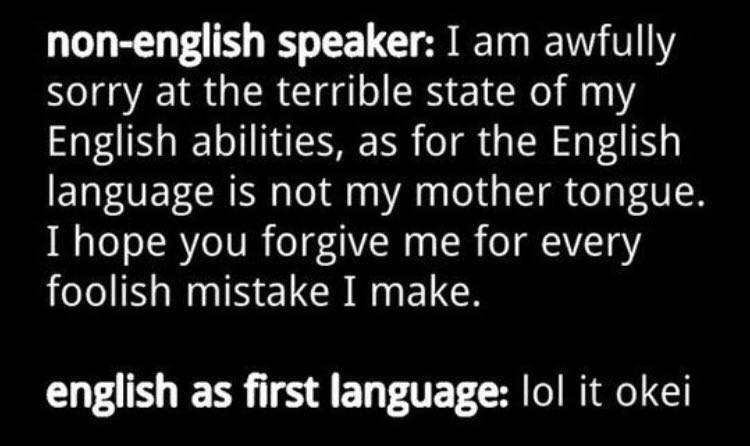 non-english speaker: I am awfully
sorry at the terrible state of my
English abilities, as for the English
language is not my mother tongue.
I hope you forgive me for every
foolish mistake I make.
english as first language: lol it okei